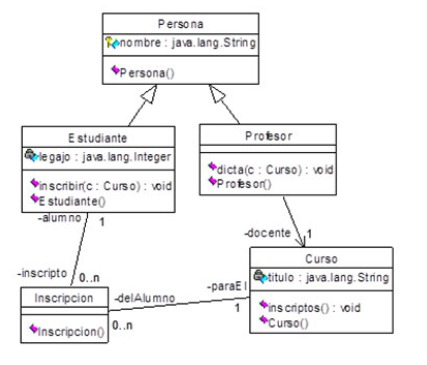 Persona
nombre : java.lang.String
Persona()
Estudiante
legajo : java.lang.Integer
inscribir(c : Curso) : void
Estudiante()
Profesor
dicta(c : Curso) : void
Profesor()
-alumno
1
-docente
1
Curso
titulo : java.lang.String
inscriptos() : void
Curso()
-inscripto
0..n
Inscripcion
Inscripcion()
-delAlumno
0..n
-paraEl
1